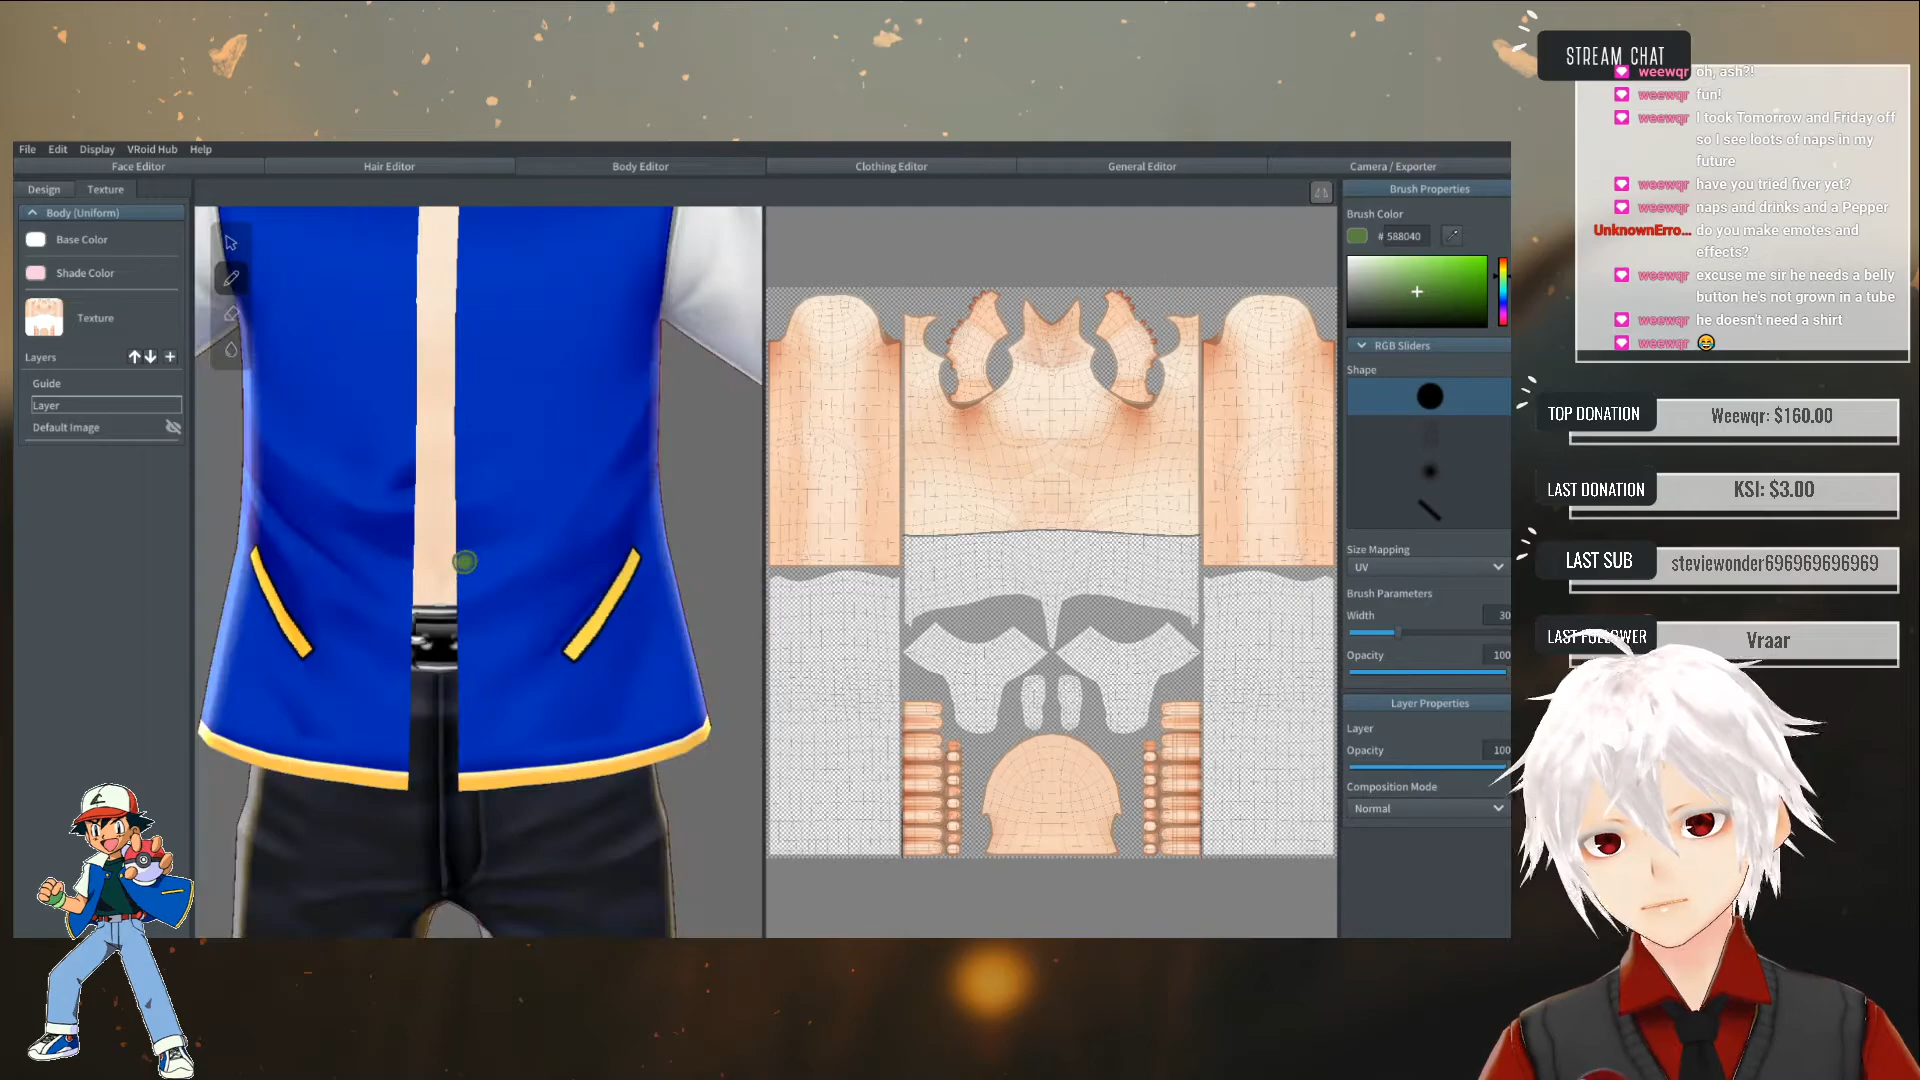 STREAM CHAT
weewqr oh, ash?!
weewqr fun!
weewqr I took Tomorrow and Friday off
so I see loots of naps in my
future
weewqr have you tried fiver yet?
weewqr naps and drinks and a Pepper
UnknownErro... do you make emotes and
effects?
weewqr excuse me sir he needs a belly
button he's not grown in a tube
weewqr he doesn't need a shirt
weewqr 😂
File Edit Display VRoid Hub Help
Face Editor Hair Editor Body Editor Clothing Editor General Editor Camera / Exporter
Design Texture
Body (Uniform)
Base Color
Shade Color
Texture
Layers
Guide
Layer
Default Image
Brush Properties
Brush Color
# 588040
RGB Sliders
Shape
Size Mapping
UV
Brush Parameters
Width 30
Opacity 100
Layer Properties
Layer
Opacity 100
Composition Mode
Normal
TOP DONATION Weewqr: $160.00
LAST DONATION KSI: $3.00
LAST SUB steviewonder696969696969
LAST FOLLOWER Vraar